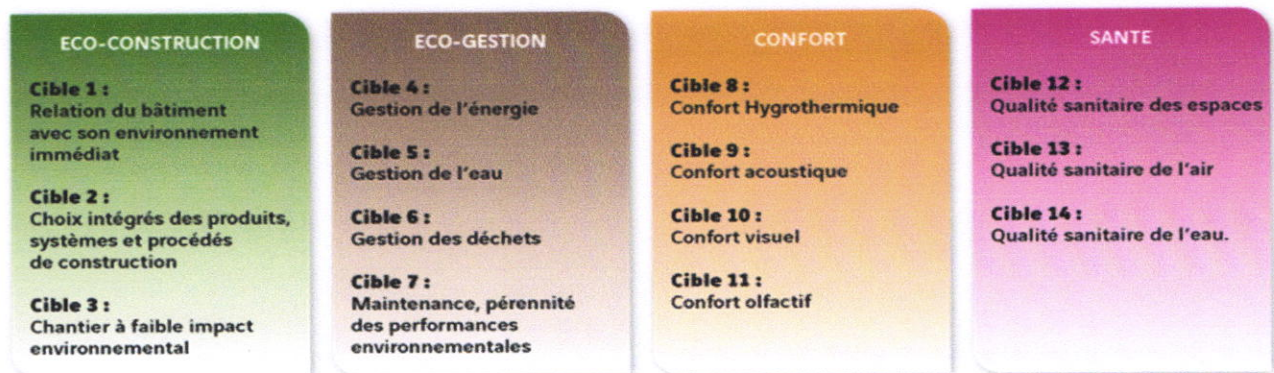 ECO-CONSTRUCTION
Cible 1 :
Relation du bâtiment
avec son environnement
immédiat
Cible 2 :
Choix intégrés des produits,
systèmes et procédés
de construction
Cible 3 :
Chantier à faible impact
environnemental
ECO-GESTION
Cible 4 :
Gestion de l'énergie
Cible 5 :
Gestion de l'eau
Cible 6 :
Gestion des déchets
Cible 7 :
Maintenance, pérennité
des performances
environnementales
CONFORT
Cible 8 :
Confort Hygrothermique
Cible 9 :
Confort acoustique
Cible 10 :
Confort visuel
Cible 11 :
Confort olfactif
SANTE
Cible 12 :
Qualité sanitaire des espaces
Cible 13 :
Qualité sanitaire de l'air
Cible 14 :
Qualité sanitaire de l'eau.